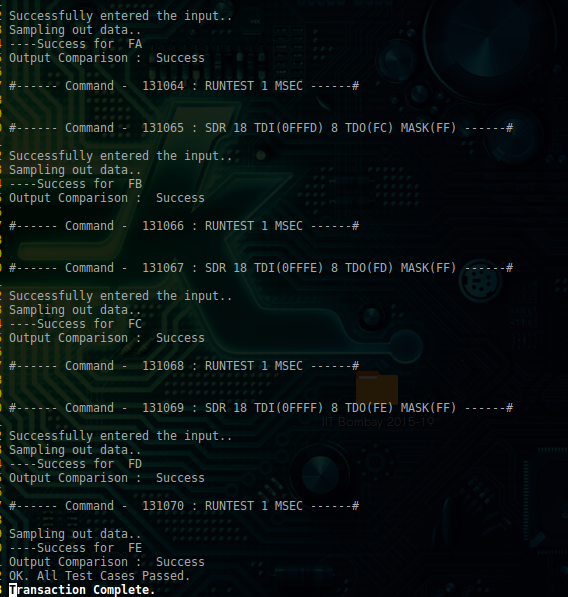 Successfully entered the input..
Sampling out data..
----Success for  FA
Output Comparison :  Success
#------ Command -  131064 : RUNTEST 1 MSEC ------#
#------ Command -  131065 : SDR 18 TDI(0FFFD) 8 TDO(FC) MASK(FF) ------#
Successfully entered the input..
Sampling out data..
----Success for  FB
Output Comparison :  Success
#------ Command -  131066 : RUNTEST 1 MSEC ------#
#------ Command -  131067 : SDR 18 TDI(0FFFE) 8 TDO(FD) MASK(FF) ------#
Successfully entered the input..
Sampling out data..
----Success for  FC
Output Comparison :  Success
#------ Command -  131068 : RUNTEST 1 MSEC ------#
#------ Command -  131069 : SDR 18 TDI(0FFFF) 8 TDO(FE) MASK(FF) ------#
IIT Bombay 2015-19
Successfully entered the input..
Sampling out data..
----Success for  FD
Output Comparison :  Success
#------ Command -  131070 : RUNTEST 1 MSEC ------#
Sampling out data..
----Success for  FE
Output Comparison :  Success
OK. All Test Cases Passed.
Transaction Complete.